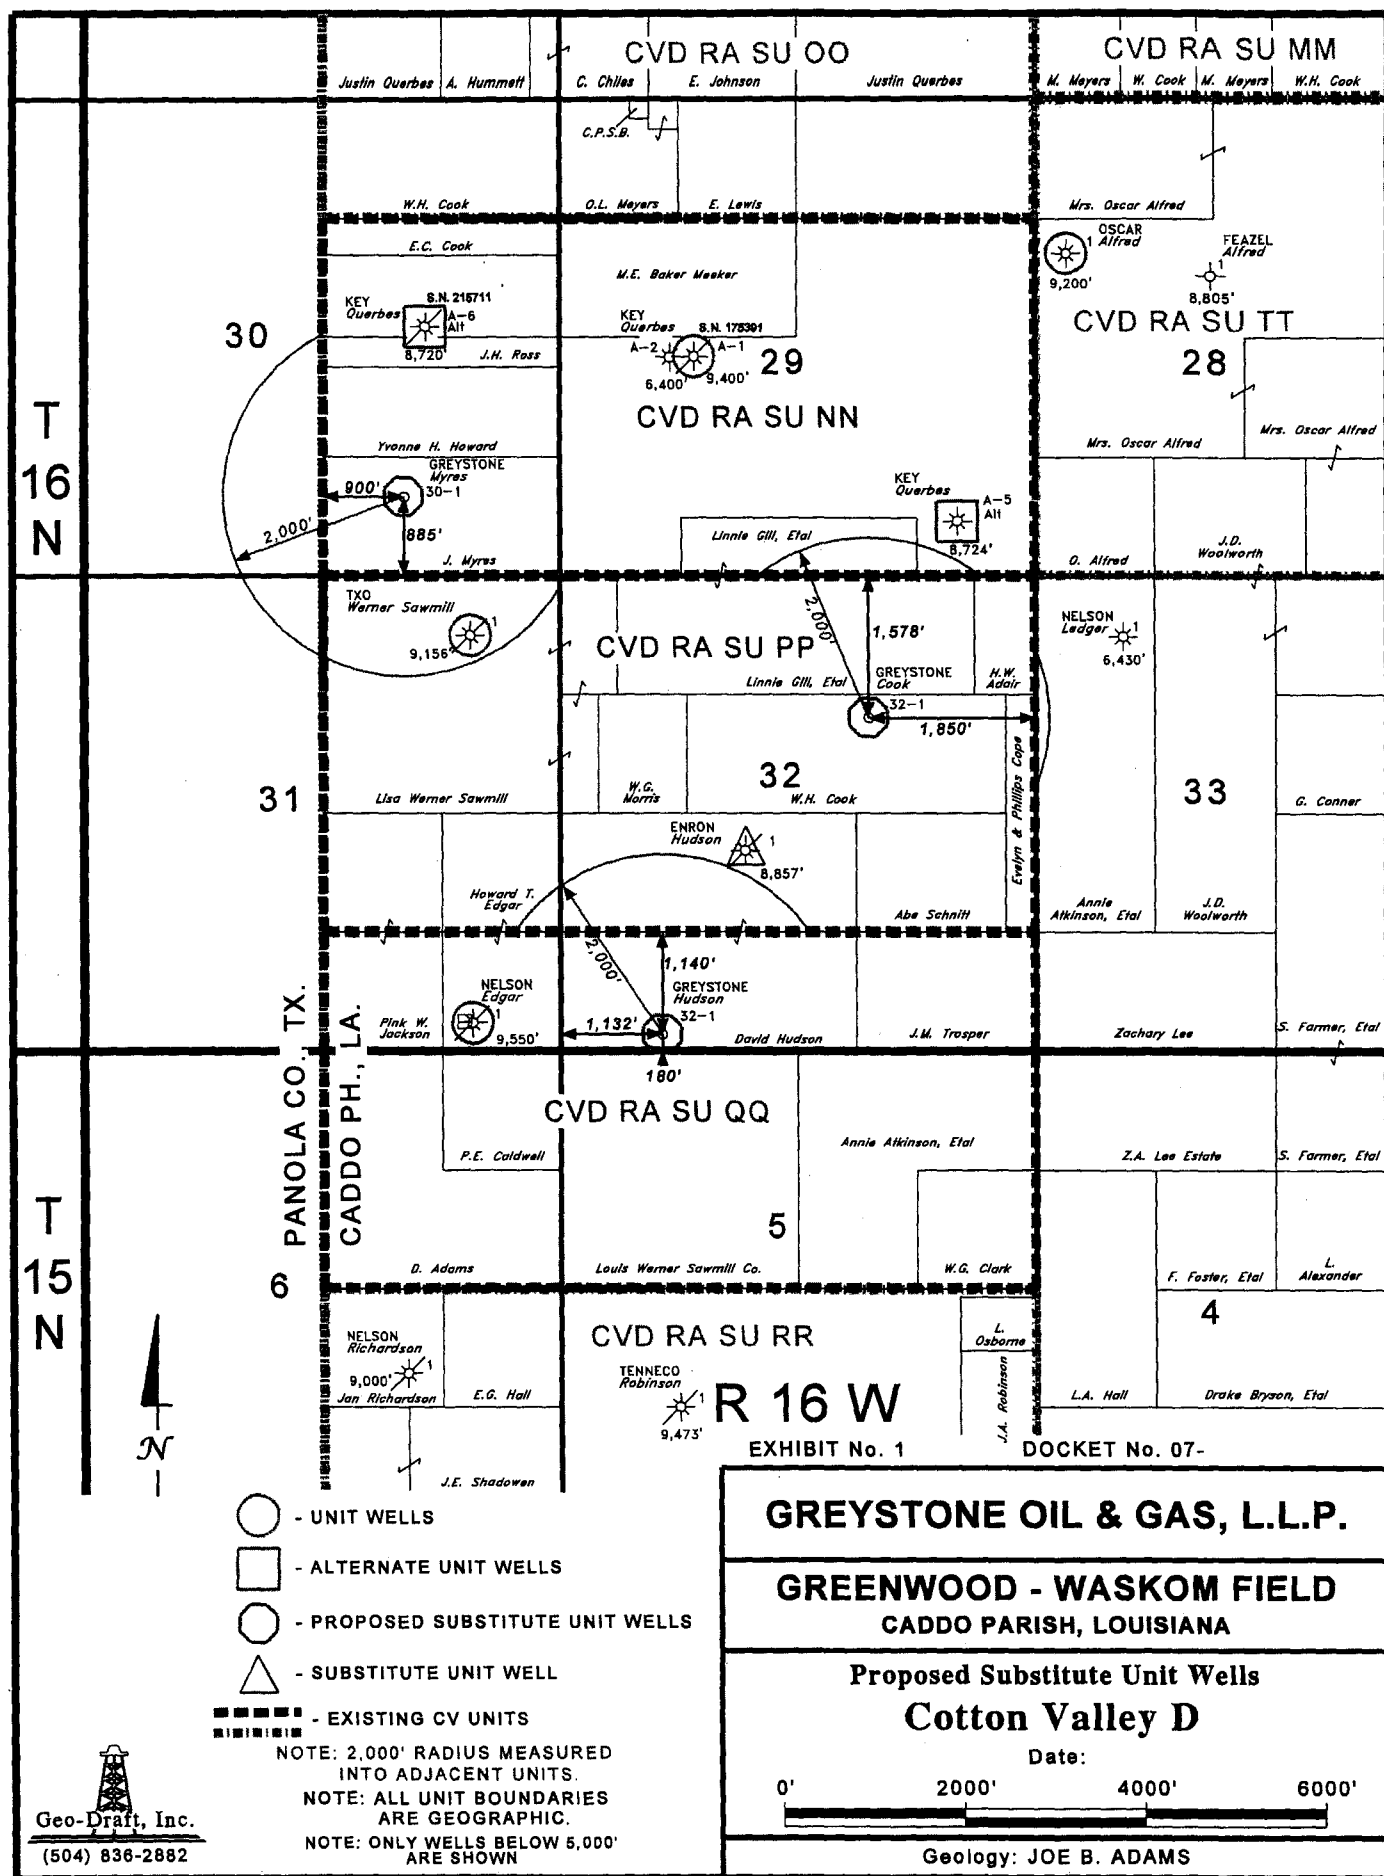 CVD RA SU OO
CVD RA SU MM
Justin Querbes
A. Hummett
C. Chiles
E. Johnson
Justin Querbes
M. Meyers
W. Cook
M. Meyers
W.H. Cook
C.P.S.B.
W.H. Cook
O.L. Meyers
E. Lewis
Mrs. Oscar Alfred
E.C. Cook
M.E. Baker Meeker
OSCAR
Alfred
1
9,200'
FEAZEL
Alfred
1
8,805'
KEY
Querbes
S.N. 215711
A-6
Alt
8,720'
KEY
Querbes
S.N. 175391
A-2
A-1
6,400'
9,400'
CVD RA SU TT
30
29
28
J.H. Ross
CVD RA SU NN
T
16
N
Yvonne H. Howard
Mrs. Oscar Alfred
Mrs. Oscar Alfred
GREYSTONE
Myres
30-1
900'
2,000'
885'
J. Myres
KEY
Querbes
A-5
Alt
8,724'
Linnie Gill, Etal
O. Alfred
J.D.
Woolworth
TXO
Werner Sawmill
1
9,156'
CVD RA SU PP
2,000'
1,578'
NELSON
Ledger
1
6,430'
Linnie Gill, Etal
GREYSTONE
Cook
32-1
H.W.
Adair
1,850'
31
32
33
Lisa Werner Sawmill
W.G.
Morris
W.H. Cook
Evelyn & Phillips Cope
G. Conner
ENRON
Hudson
1
8,857'
Howard T.
Edgar
Abe Schnitt
Annie
Atkinson, Etal
J.D.
Woolworth
2,000'
1,140'
NELSON
Edgar
1
9,550'
GREYSTONE
Hudson
32-1
Pink W.
Jackson
1,132'
David Hudson
J.M. Trosper
Zachary Lee
S. Farmer, Etal
180'
PANOLA CO., TX.
CADDO PH., LA.
CVD RA SU QQ
P.E. Caldwell
Annie Atkinson, Etal
Z.A. Lee Estate
S. Farmer, Etal
T
15
N
6
5
4
D. Adams
Louis Werner Sawmill Co.
W.G. Clark
F. Foster, Etal
L.
Alexander
NELSON
Richardson
1
9,000'
Jan Richardson
E.G. Hall
CVD RA SU RR
TENNECO
Robinson
1
9,473'
R 16 W
L.
Osborne
J.A. Robinson
L.A. Hall
Drake Bryson, Etal
N
J.E. Shadowen
EXHIBIT No. 1
DOCKET No. 07-
- UNIT WELLS
- ALTERNATE UNIT WELLS
- PROPOSED SUBSTITUTE UNIT WELLS
- SUBSTITUTE UNIT WELL
- EXISTING CV UNITS
NOTE: 2,000' RADIUS MEASURED
INTO ADJACENT UNITS.
NOTE: ALL UNIT BOUNDARIES
ARE GEOGRAPHIC.
NOTE: ONLY WELLS BELOW 5,000'
ARE SHOWN
Geo-Draft, Inc.
(504) 836-2882
GREYSTONE OIL & GAS, L.L.P.
GREENWOOD - WASKOM FIELD
CADDO PARISH, LOUISIANA
Proposed Substitute Unit Wells
Cotton Valley D
Date:
0' 2000' 4000' 6000'
Geology: JOE B. ADAMS